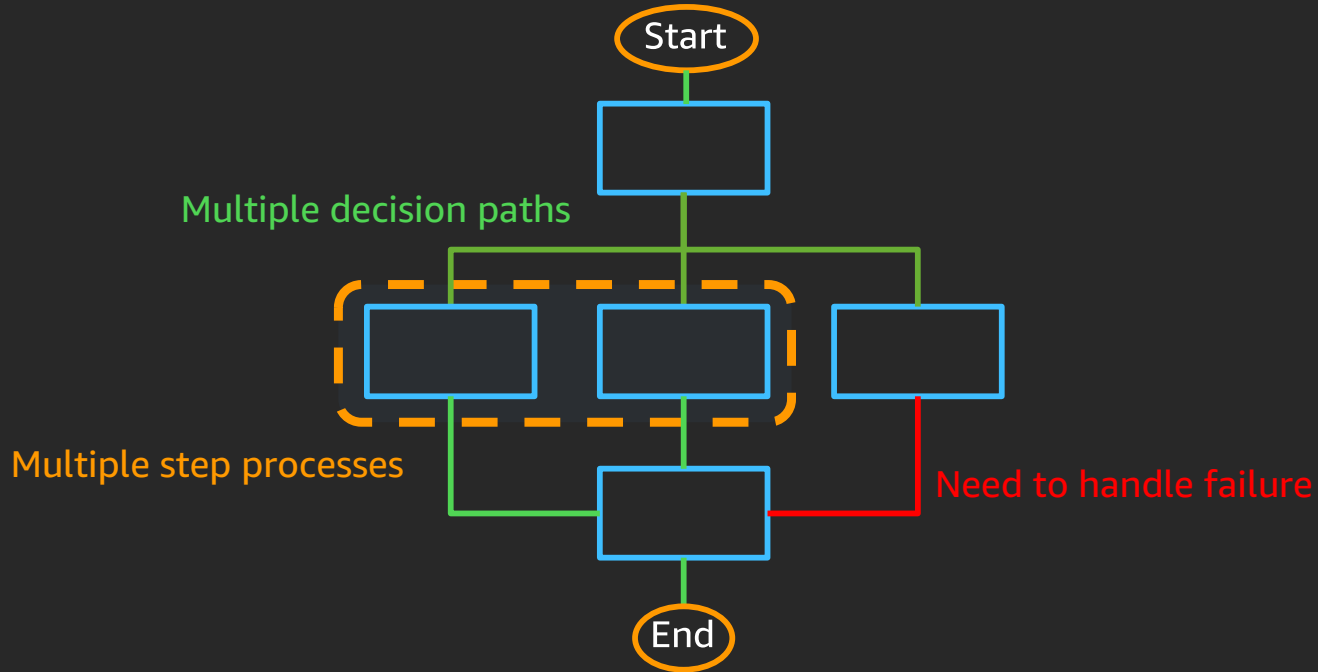 Start
Multiple decision paths
Multiple step processes
Need to handle failure
End